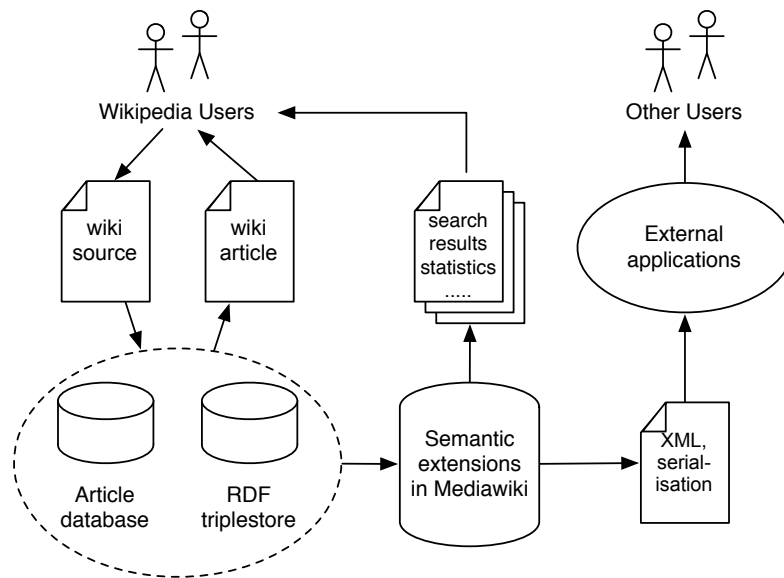 Wikipedia Users
Other Users
wiki
source
wiki
article
search
results
statistics
.....
External
applications
Article
database
RDF
triplestore
Semantic
extensions
in Mediawiki
XML,
serial-
isation